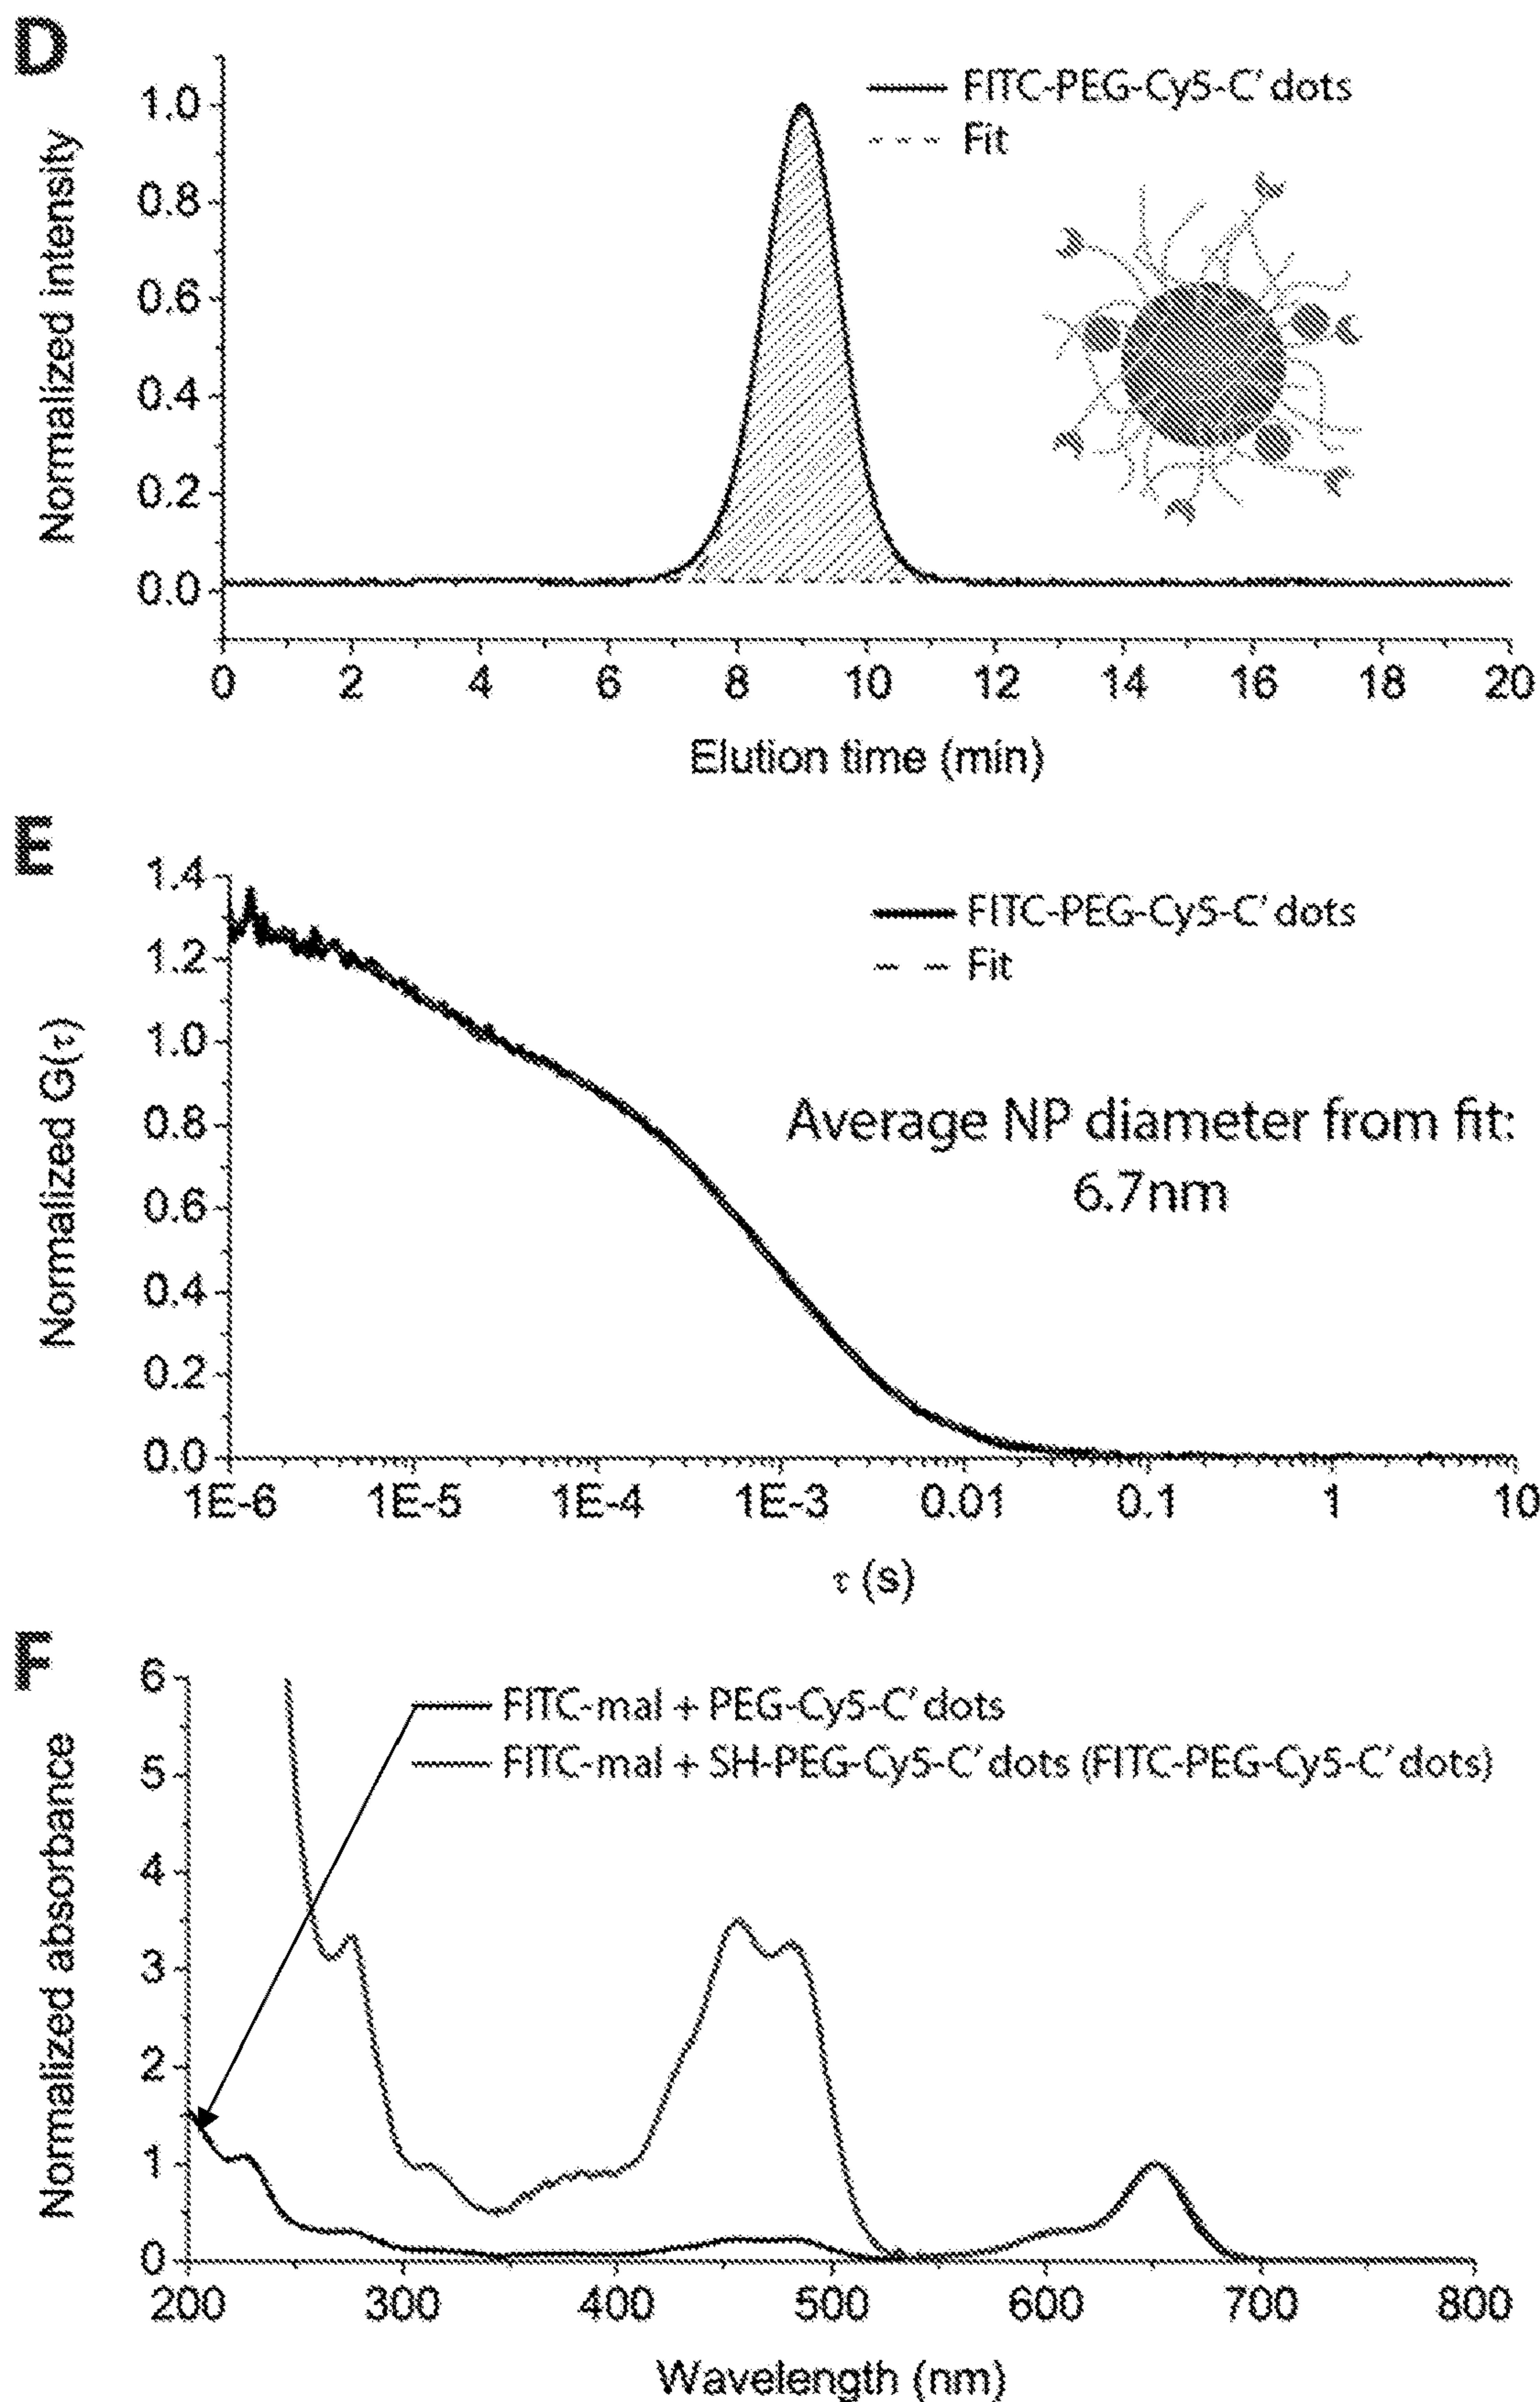 D
FITC-PEG-Cy5-C' dots
Fit
Normalized intensity
1.0
0.8
0.6
0.4
0.2
0.0
0 2 4 6 8 10 12 14 16 18 20
Elution time (min)
E
FITC-PEG-Cy5-C' dots
Fit
Normalized G(τ)
1.4
1.2
1.0
0.8
0.6
0.4
0.2
0.0
Average NP diameter from fit:
6.7nm
1E-6 1E-5 1E-4 1E-3 0.01 0.1 1 10
τ (s)
F
FITC-mal + PEG-Cy5-C' dots
FITC-mal + SH-PEG-Cy5-C' dots (FITC-PEG-Cy5-C' dots)
Normalized absorbance
6
5
4
3
2
1
0
200 300 400 500 600 700 800
Wavelength (nm)